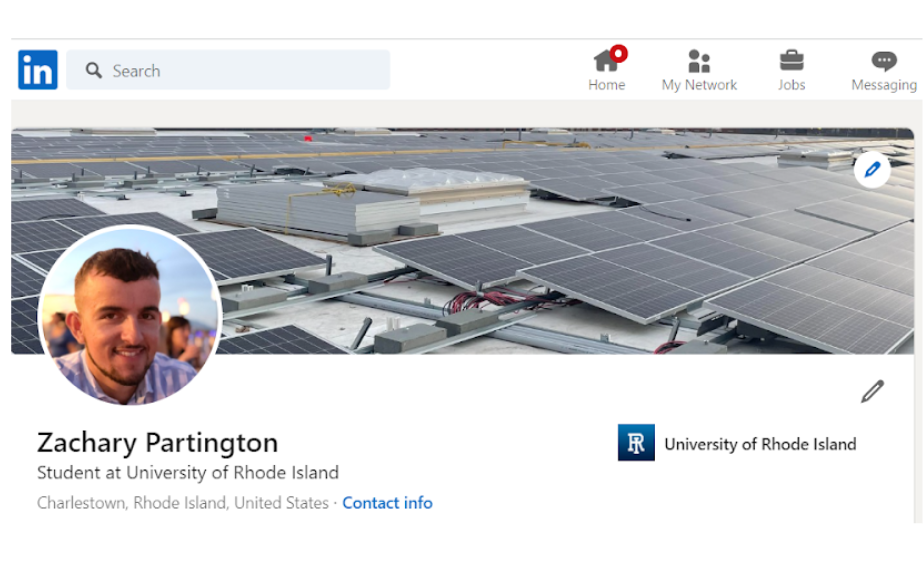 in Search Home My Network Jobs Messaging
Zachary Partington
University of Rhode Island
Student at University of Rhode Island
Charlestown, Rhode Island, United States · Contact info